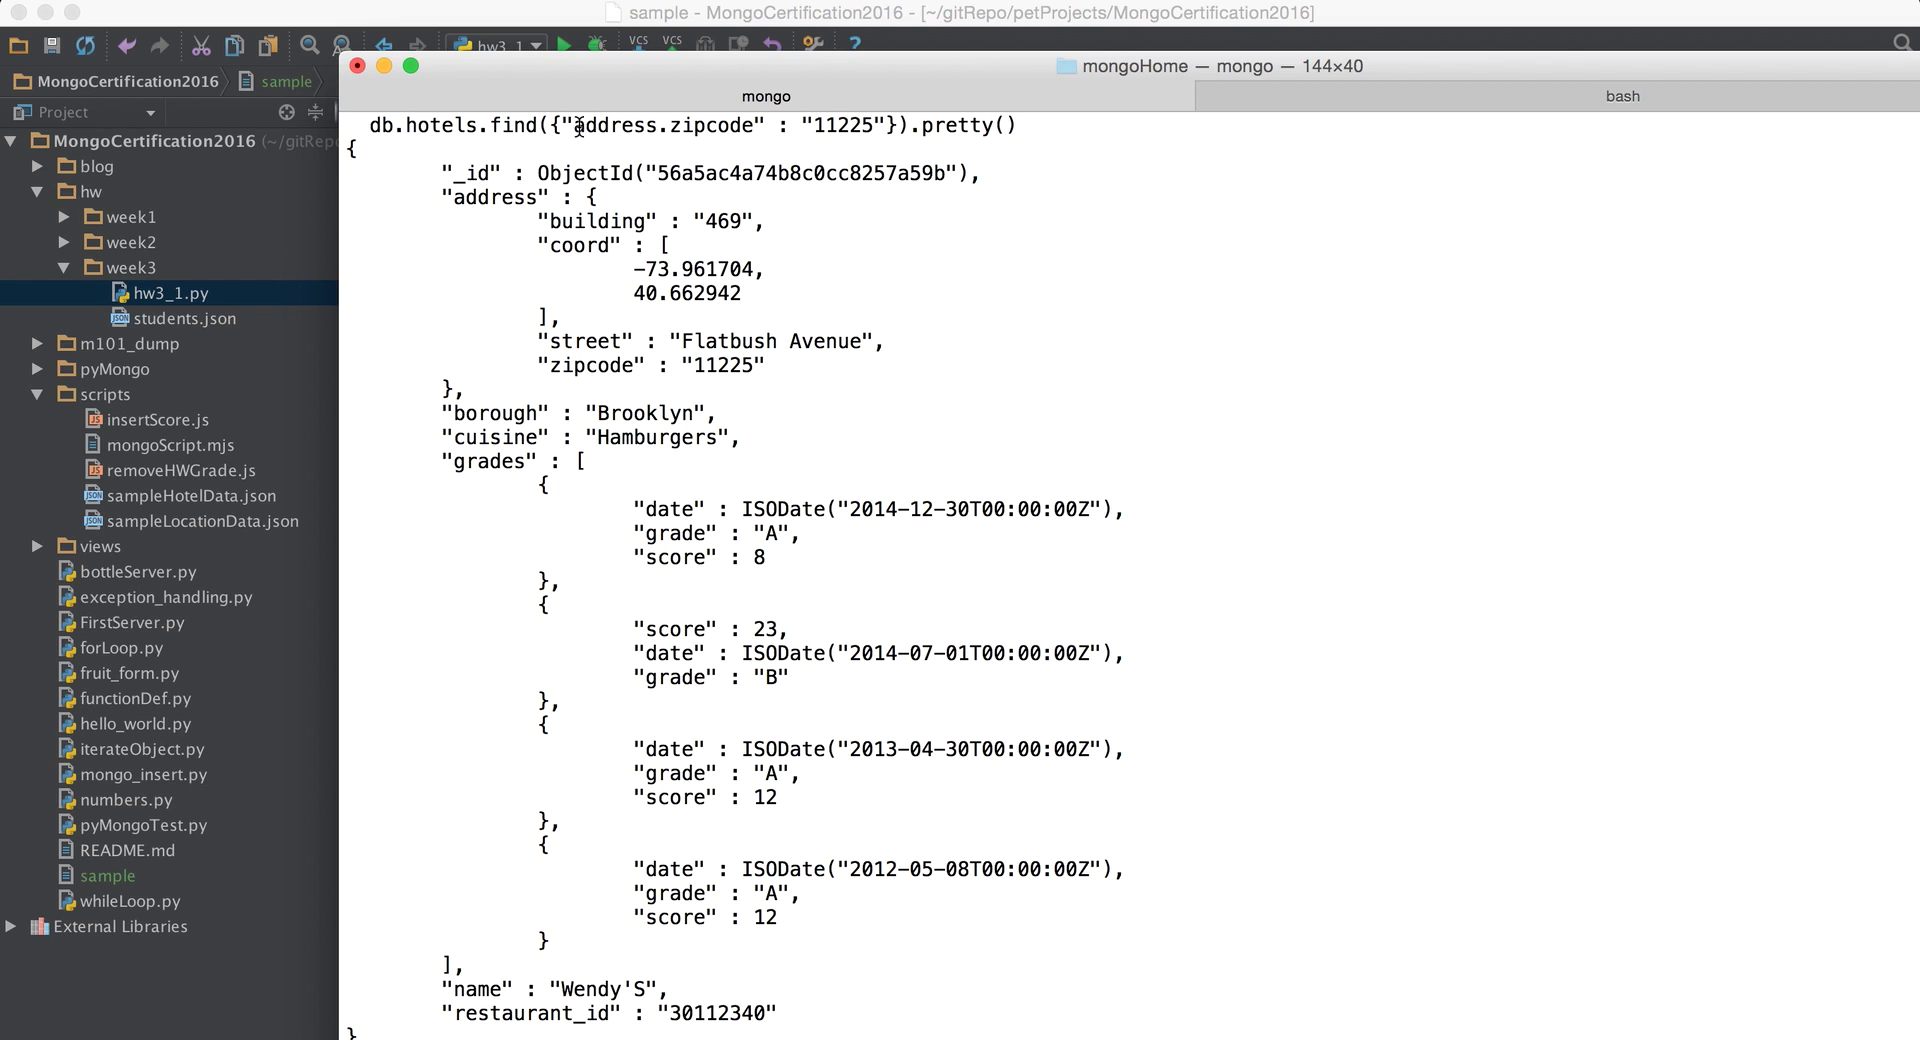 sample - MongoCertification2016 - [~/gitRepo/petProjects/MongoCertification2016]
hw3_1
VCS VCS
?
MongoCertification2016
sample
mongoHome — mongo — 144×40
mongo
bash
Project
MongoCertification2016 (~/gitRepo
blog
hw
week1
week2
week3
hw3_1.py
students.json
m101_dump
pyMongo
scripts
insertScore.js
mongoScript.mjs
removeHWGrade.js
sampleHotelData.json
sampleLocationData.json
views
bottleServer.py
exception_handling.py
FirstServer.py
forLoop.py
fruit_form.py
functionDef.py
hello_world.py
iterateObject.py
mongo_insert.py
numbers.py
pyMongoTest.py
README.md
sample
whileLoop.py
External Libraries
db.hotels.find({"address.zipcode" : "11225"}).pretty()
{
"_id" : ObjectId("56a5ac4a74b8c0cc8257a59b"),
"address" : {
"building" : "469",
"coord" : [
-73.961704,
40.662942
],
"street" : "Flatbush Avenue",
"zipcode" : "11225"
},
"borough" : "Brooklyn",
"cuisine" : "Hamburgers",
"grades" : [
{
"date" : ISODate("2014-12-30T00:00:00Z"),
"grade" : "A",
"score" : 8
},
{
"score" : 23,
"date" : ISODate("2014-07-01T00:00:00Z"),
"grade" : "B"
},
{
"date" : ISODate("2013-04-30T00:00:00Z"),
"grade" : "A",
"score" : 12
},
{
"date" : ISODate("2012-05-08T00:00:00Z"),
"grade" : "A",
"score" : 12
}
],
"name" : "Wendy'S",
"restaurant_id" : "30112340"
}